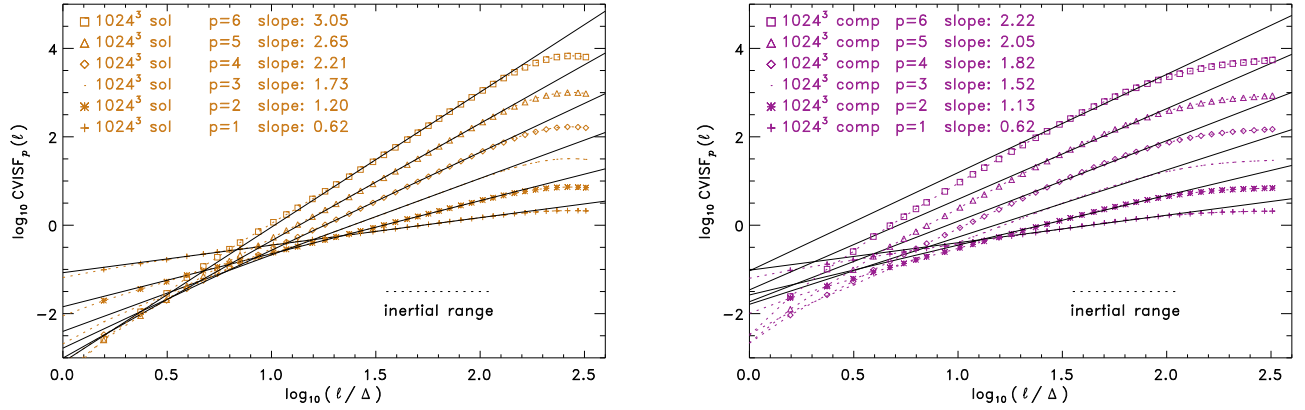 1024³ sol p=6 slope: 3.05
1024³ sol p=5 slope: 2.65
1024³ sol p=4 slope: 2.21
1024³ sol p=3 slope: 1.73
1024³ sol p=2 slope: 1.20
1024³ sol p=1 slope: 0.62
log₁₀ CVISFₚ(ℓ)
4
2
0
−2
inertial range
0.0 0.5 1.0 1.5 2.0 2.5
log₁₀(ℓ/Δ)
1024³ comp p=6 slope: 2.22
1024³ comp p=5 slope: 2.05
1024³ comp p=4 slope: 1.82
1024³ comp p=3 slope: 1.52
1024³ comp p=2 slope: 1.13
1024³ comp p=1 slope: 0.62
log₁₀ CVISFₚ(ℓ)
4
2
0
−2
inertial range
0.0 0.5 1.0 1.5 2.0 2.5
log₁₀(ℓ/Δ)